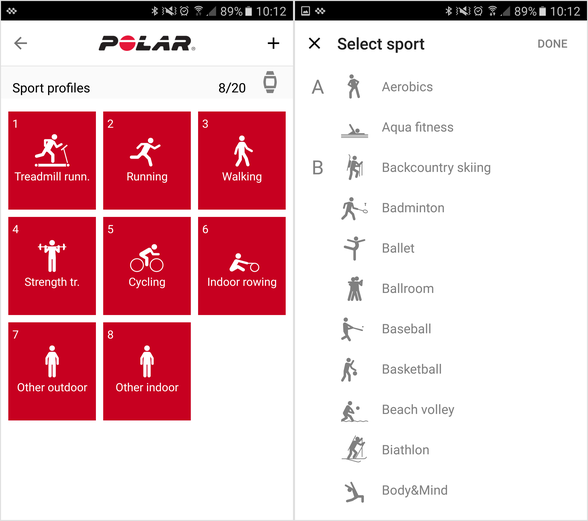 89% 10:12
POLAR®
Sport profiles 8/20
1
Treadmill runn.
2
Running
3
Walking
4
Strength tr.
5
Cycling
6
Indoor rowing
7
Other outdoor
8
Other indoor
89% 10:12
Select sport DONE
A
Aerobics
Aqua fitness
B
Backcountry skiing
Badminton
Ballet
Ballroom
Baseball
Basketball
Beach volley
Biathlon
Body&Mind